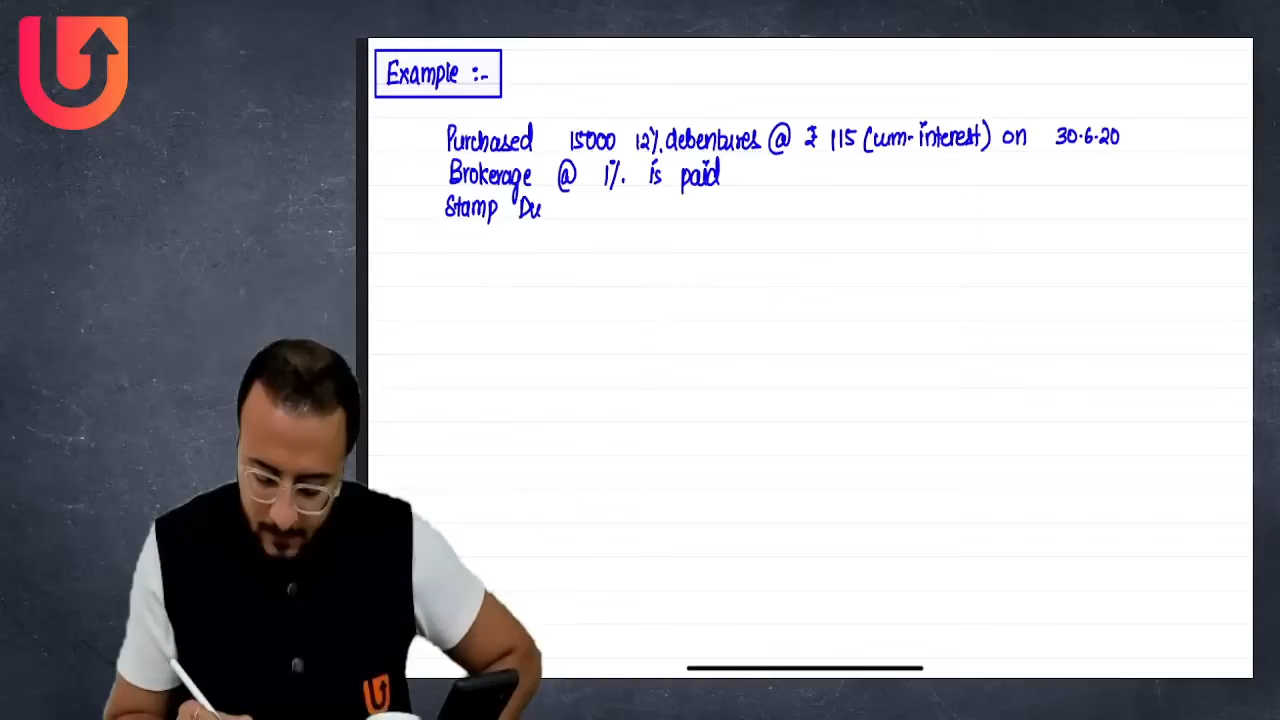 Example :-
Purchased 15000 12% debentures @ ₹ 115 (cum-interest) on 30.6.20
Brokerage @ 1% is paid
Stamp Du